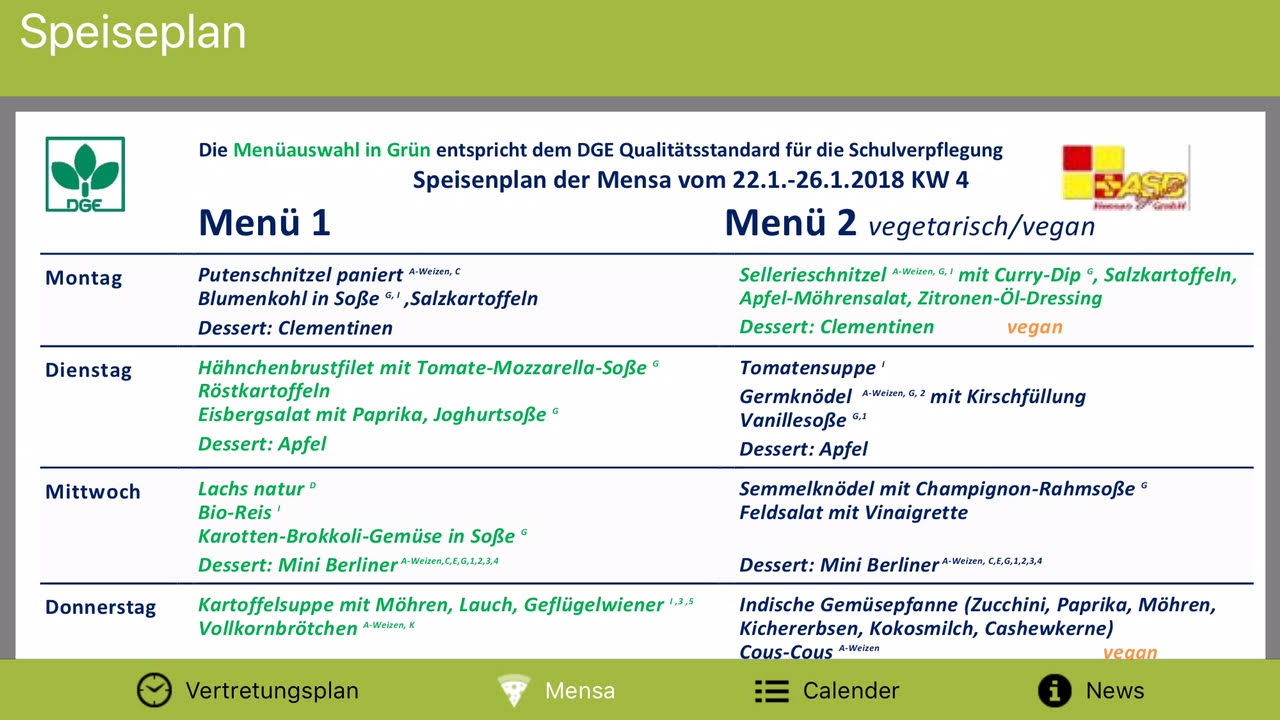 Speiseplan
Die Menüauswahl in Grün entspricht dem DGE Qualitätsstandard für die Schulverpflegung
Speisenplan der Mensa vom 22.1.-26.1.2018 KW 4
DGE
ASB
Menü 1
Menü 2 vegetarisch/vegan
Montag
Putenschnitzel paniert A-Weizen, C
Blumenkohl in Soße G, I ,Salzkartoffeln
Dessert: Clementinen
Sellerieschnitzel A-Weizen, G, I mit Curry-Dip G, Salzkartoffeln,
Apfel-Möhrensalat, Zitronen-Öl-Dressing
Dessert: Clementinen vegan
Dienstag
Hähnchenbrustfilet mit Tomate-Mozzarella-Soße G
Röstkartoffeln
Eisbergsalat mit Paprika, Joghurtsoße G
Dessert: Apfel
Tomatensuppe I
Germknödel A-Weizen, G, 2 mit Kirschfüllung
Vanillesoße G,1
Dessert: Apfel
Mittwoch
Lachs natur D
Bio-Reis I
Karotten-Brokkoli-Gemüse in Soße G
Dessert: Mini Berliner A-Weizen,C,E,G,1,2,3,4
Semmelknödel mit Champignon-Rahmsoße G
Feldsalat mit Vinaigrette
Dessert: Mini Berliner A-Weizen, C,E,G,1,2,3,4
Donnerstag
Kartoffelsuppe mit Möhren, Lauch, Geflügelwiener I ,3 ,5
Vollkornbrötchen A-Weizen, K
Indische Gemüsepfanne (Zucchini, Paprika, Möhren,
Kichererbsen, Kokosmilch, Cashewkerne)
Cous-Cous A-Weizen vegan
Vertretungsplan
Mensa
Calender
News